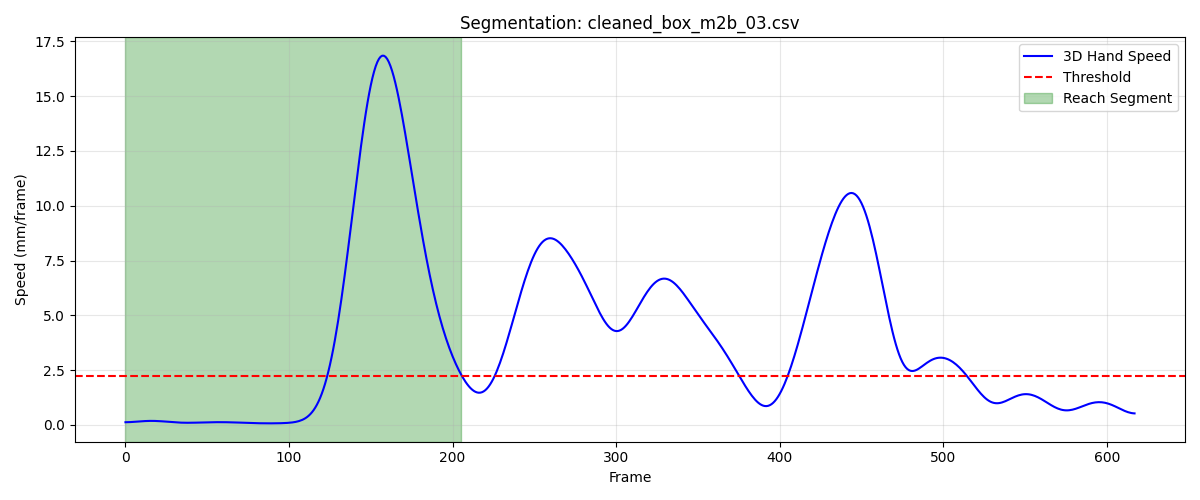 Segmentation: cleaned_box_m2b_03.csv
17.5
15.0
12.5
10.0
7.5
5.0
2.5
0.0
Speed (mm/frame)
3D Hand Speed
Threshold
Reach Segment
0 100 200 300 400 500 600
Frame